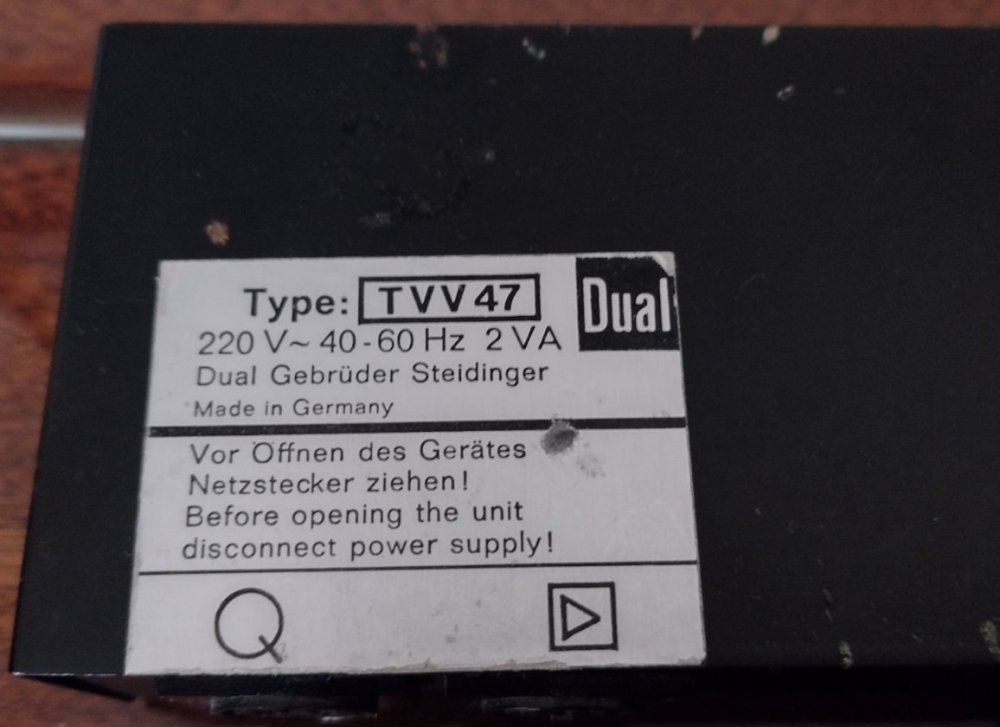 Type: TVV47
Dual
220 V~ 40-60 Hz 2 VA
Dual Gebrüder Steidinger
Made in Germany
Vor Öffnen des Gerätes
Netzstecker ziehen!
Before opening the unit
disconnect power supply!